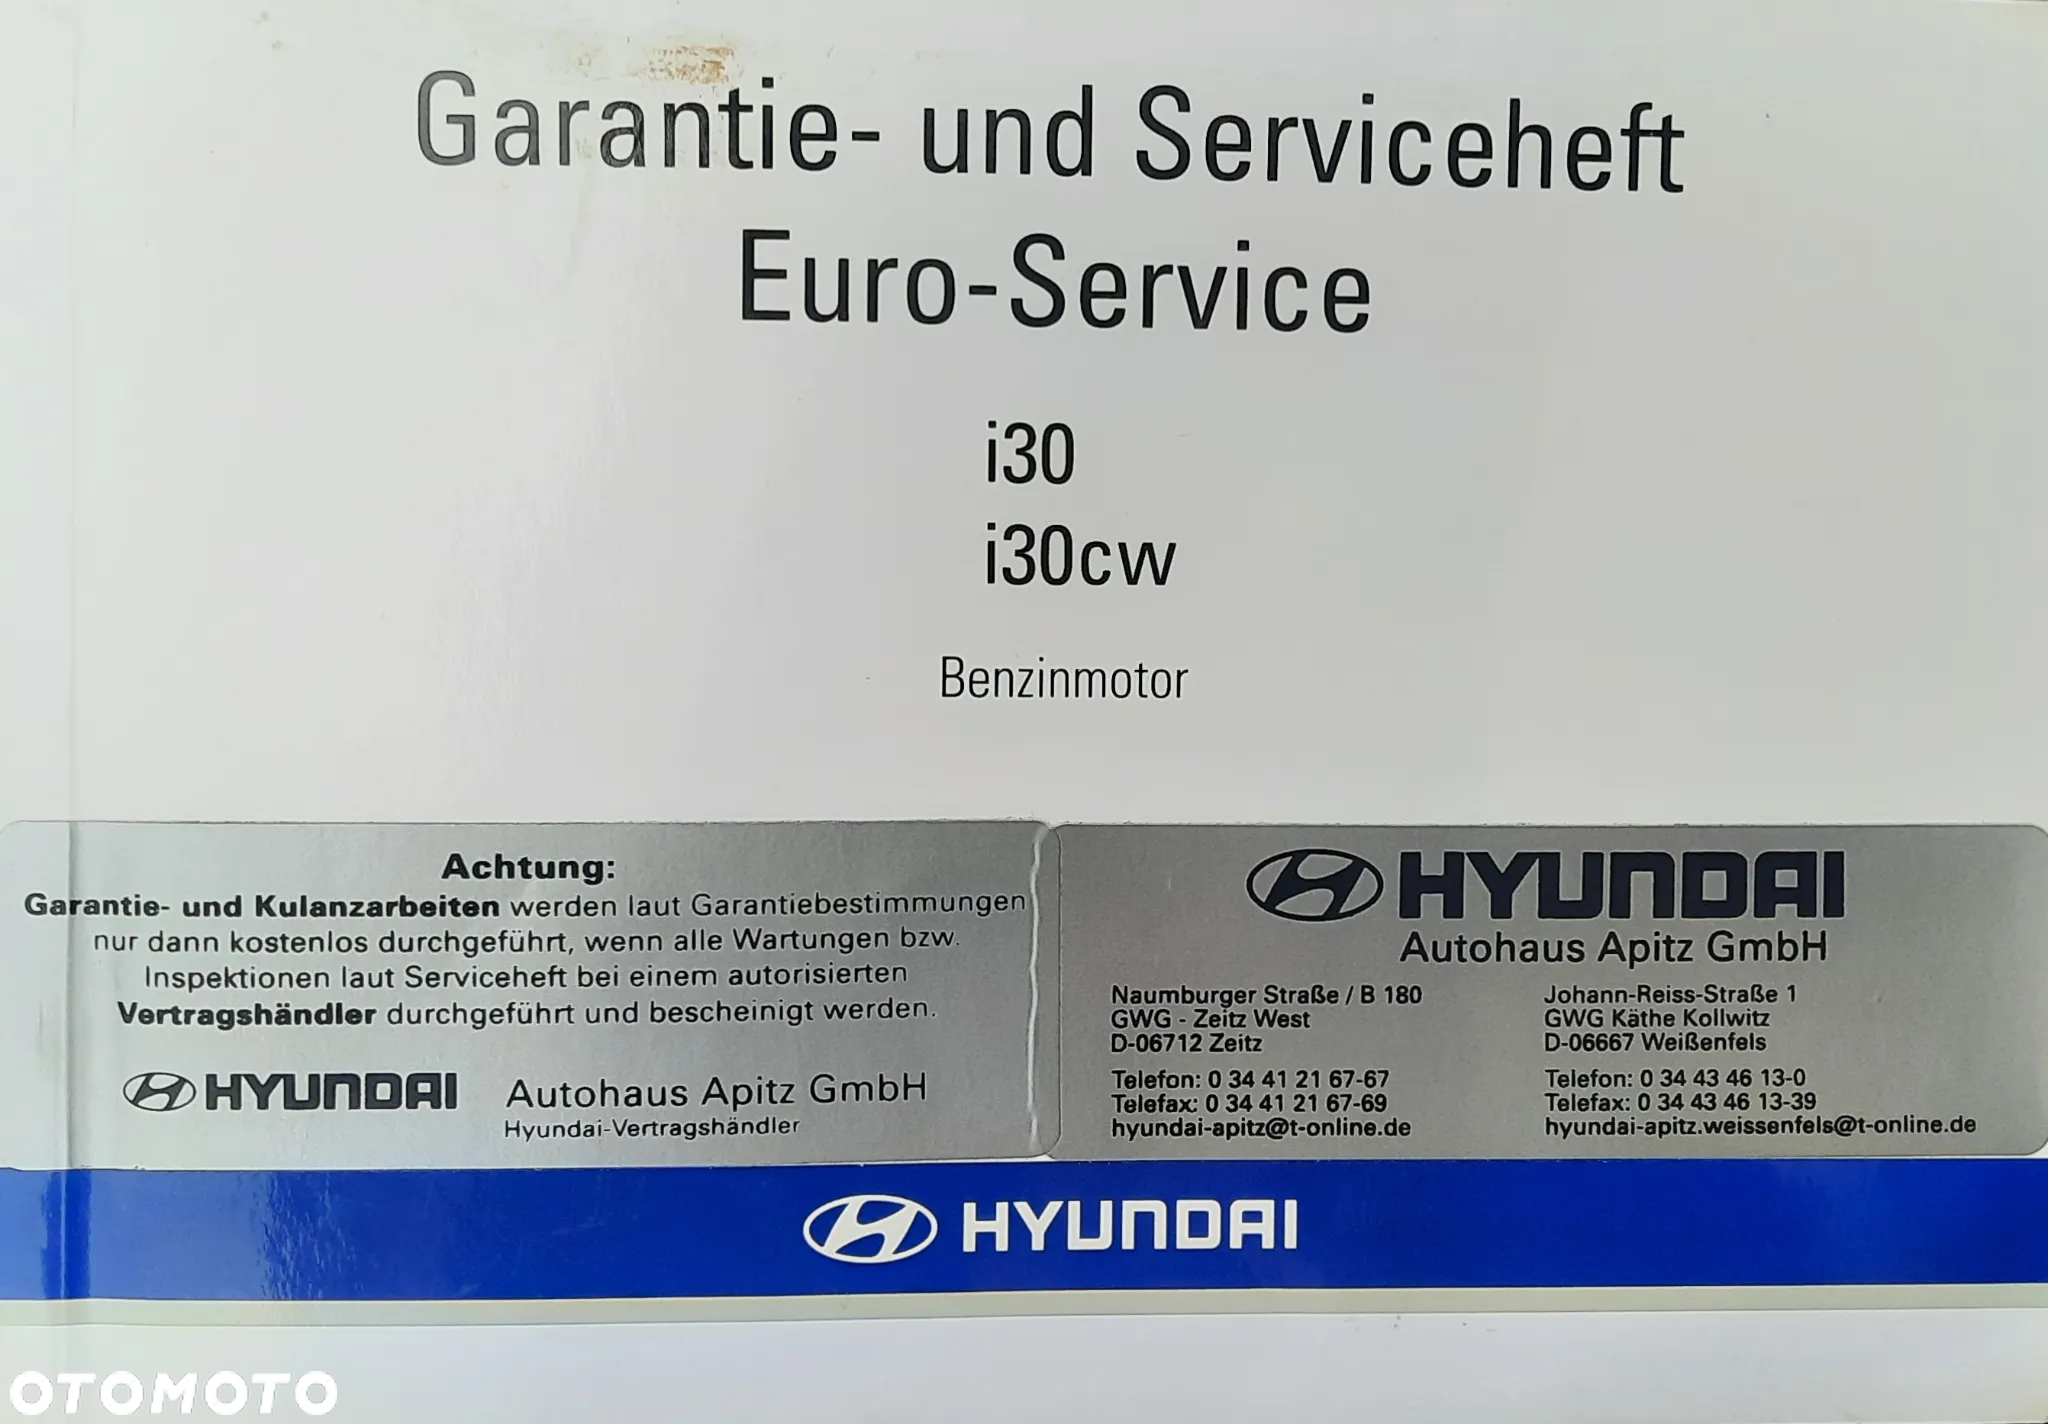 Garantie- und Serviceheft
Euro-Service
i30
i30cw
Benzinmotor
Achtung:
Garantie- und Kulanzarbeiten werden laut Garantiebestimmungen
nur dann kostenlos durchgeführt, wenn alle Wartungen bzw.
Inspektionen laut Serviceheft bei einem autorisierten
Vertragshändler durchgeführt und bescheinigt werden.
HYUNDAI Autohaus Apitz GmbH
Hyundai-Vertragshändler
HYUNDAI
Autohaus Apitz GmbH
Naumburger Straße / B 180
GWG - Zeitz West
D-06712 Zeitz
Telefon: 0 34 41 21 67-67
Telefax: 0 34 41 21 67-69
hyundai-apitz@t-online.de
Johann-Reiss-Straße 1
GWG Käthe Kollwitz
D-06667 Weißenfels
Telefon: 0 34 43 46 13-0
Telefax: 0 34 43 46 13-39
hyundai-apitz.weissenfels@t-online.de
HYUNDAI
OTOMOTO